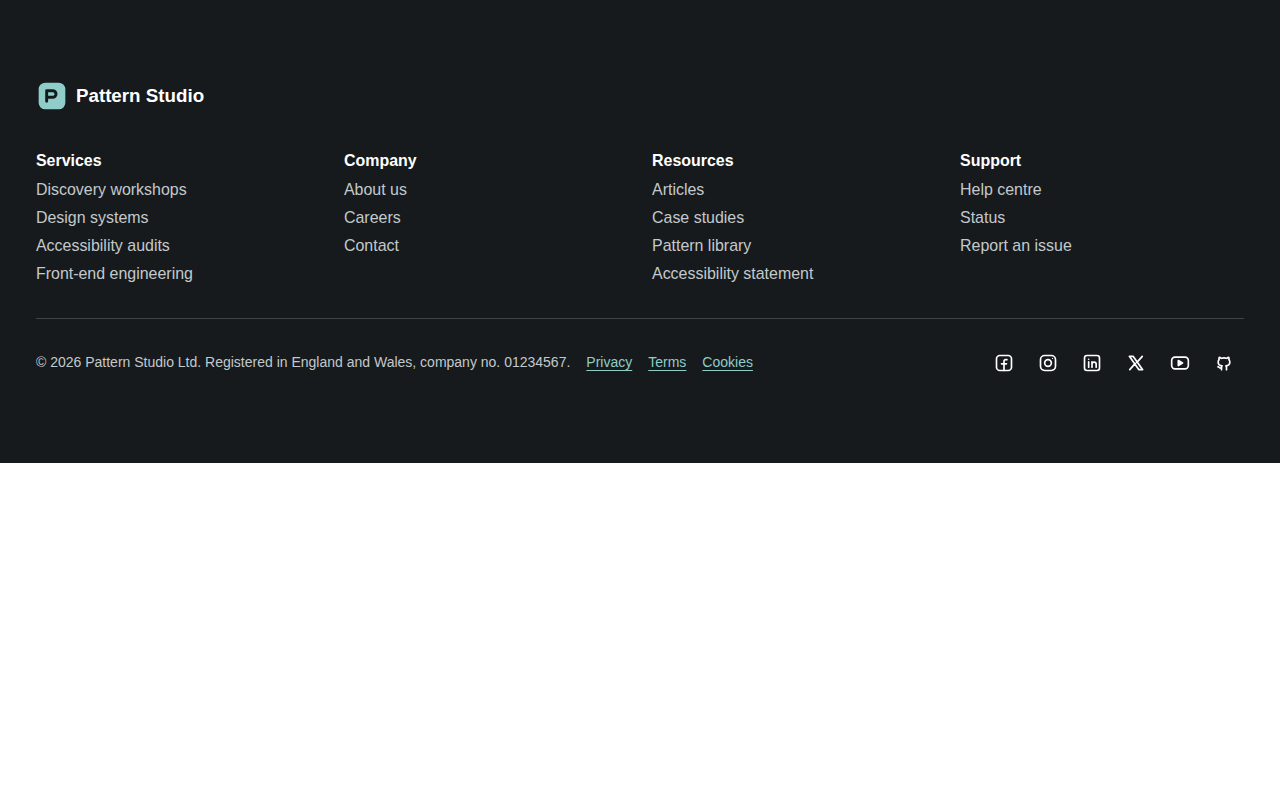 Pattern Studio
Services
Discovery workshops
Design systems
Accessibility audits
Front-end engineering
Company
About us
Careers
Contact
Resources
Articles
Case studies
Pattern library
Accessibility statement
Support
Help centre
Status
Report an issue
© 2026 Pattern Studio Ltd. Registered in England and Wales, company no. 01234567. Privacy Terms Cookies